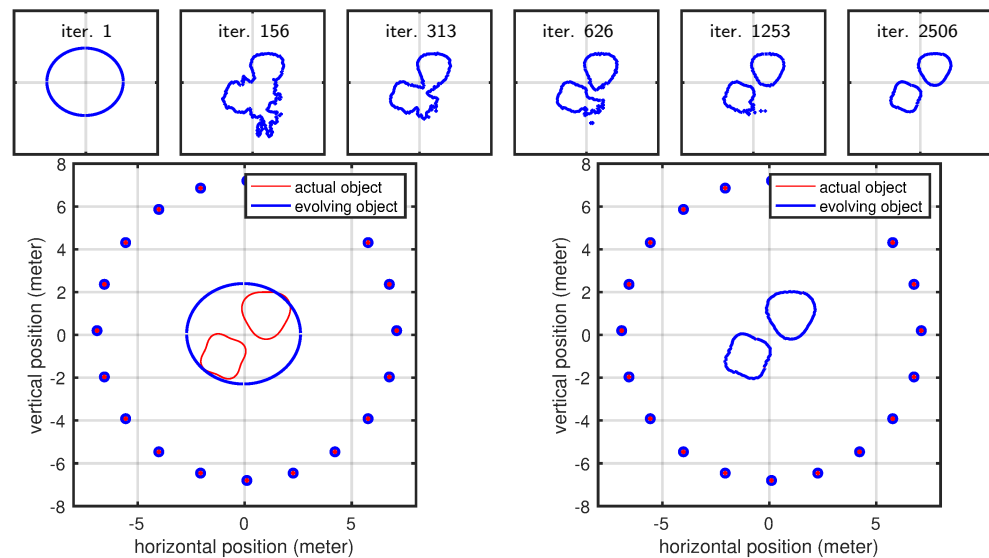 iter. 1
iter. 156
iter. 313
iter. 626
iter. 1253
iter. 2506
8
6
4
2
0
-2
-4
-6
-8
-5
0
5
vertical position (meter)
horizontal position (meter)
actual object
evolving object
8
6
4
2
0
-2
-4
-6
-8
-5
0
5
vertical position (meter)
horizontal position (meter)
actual object
evolving object